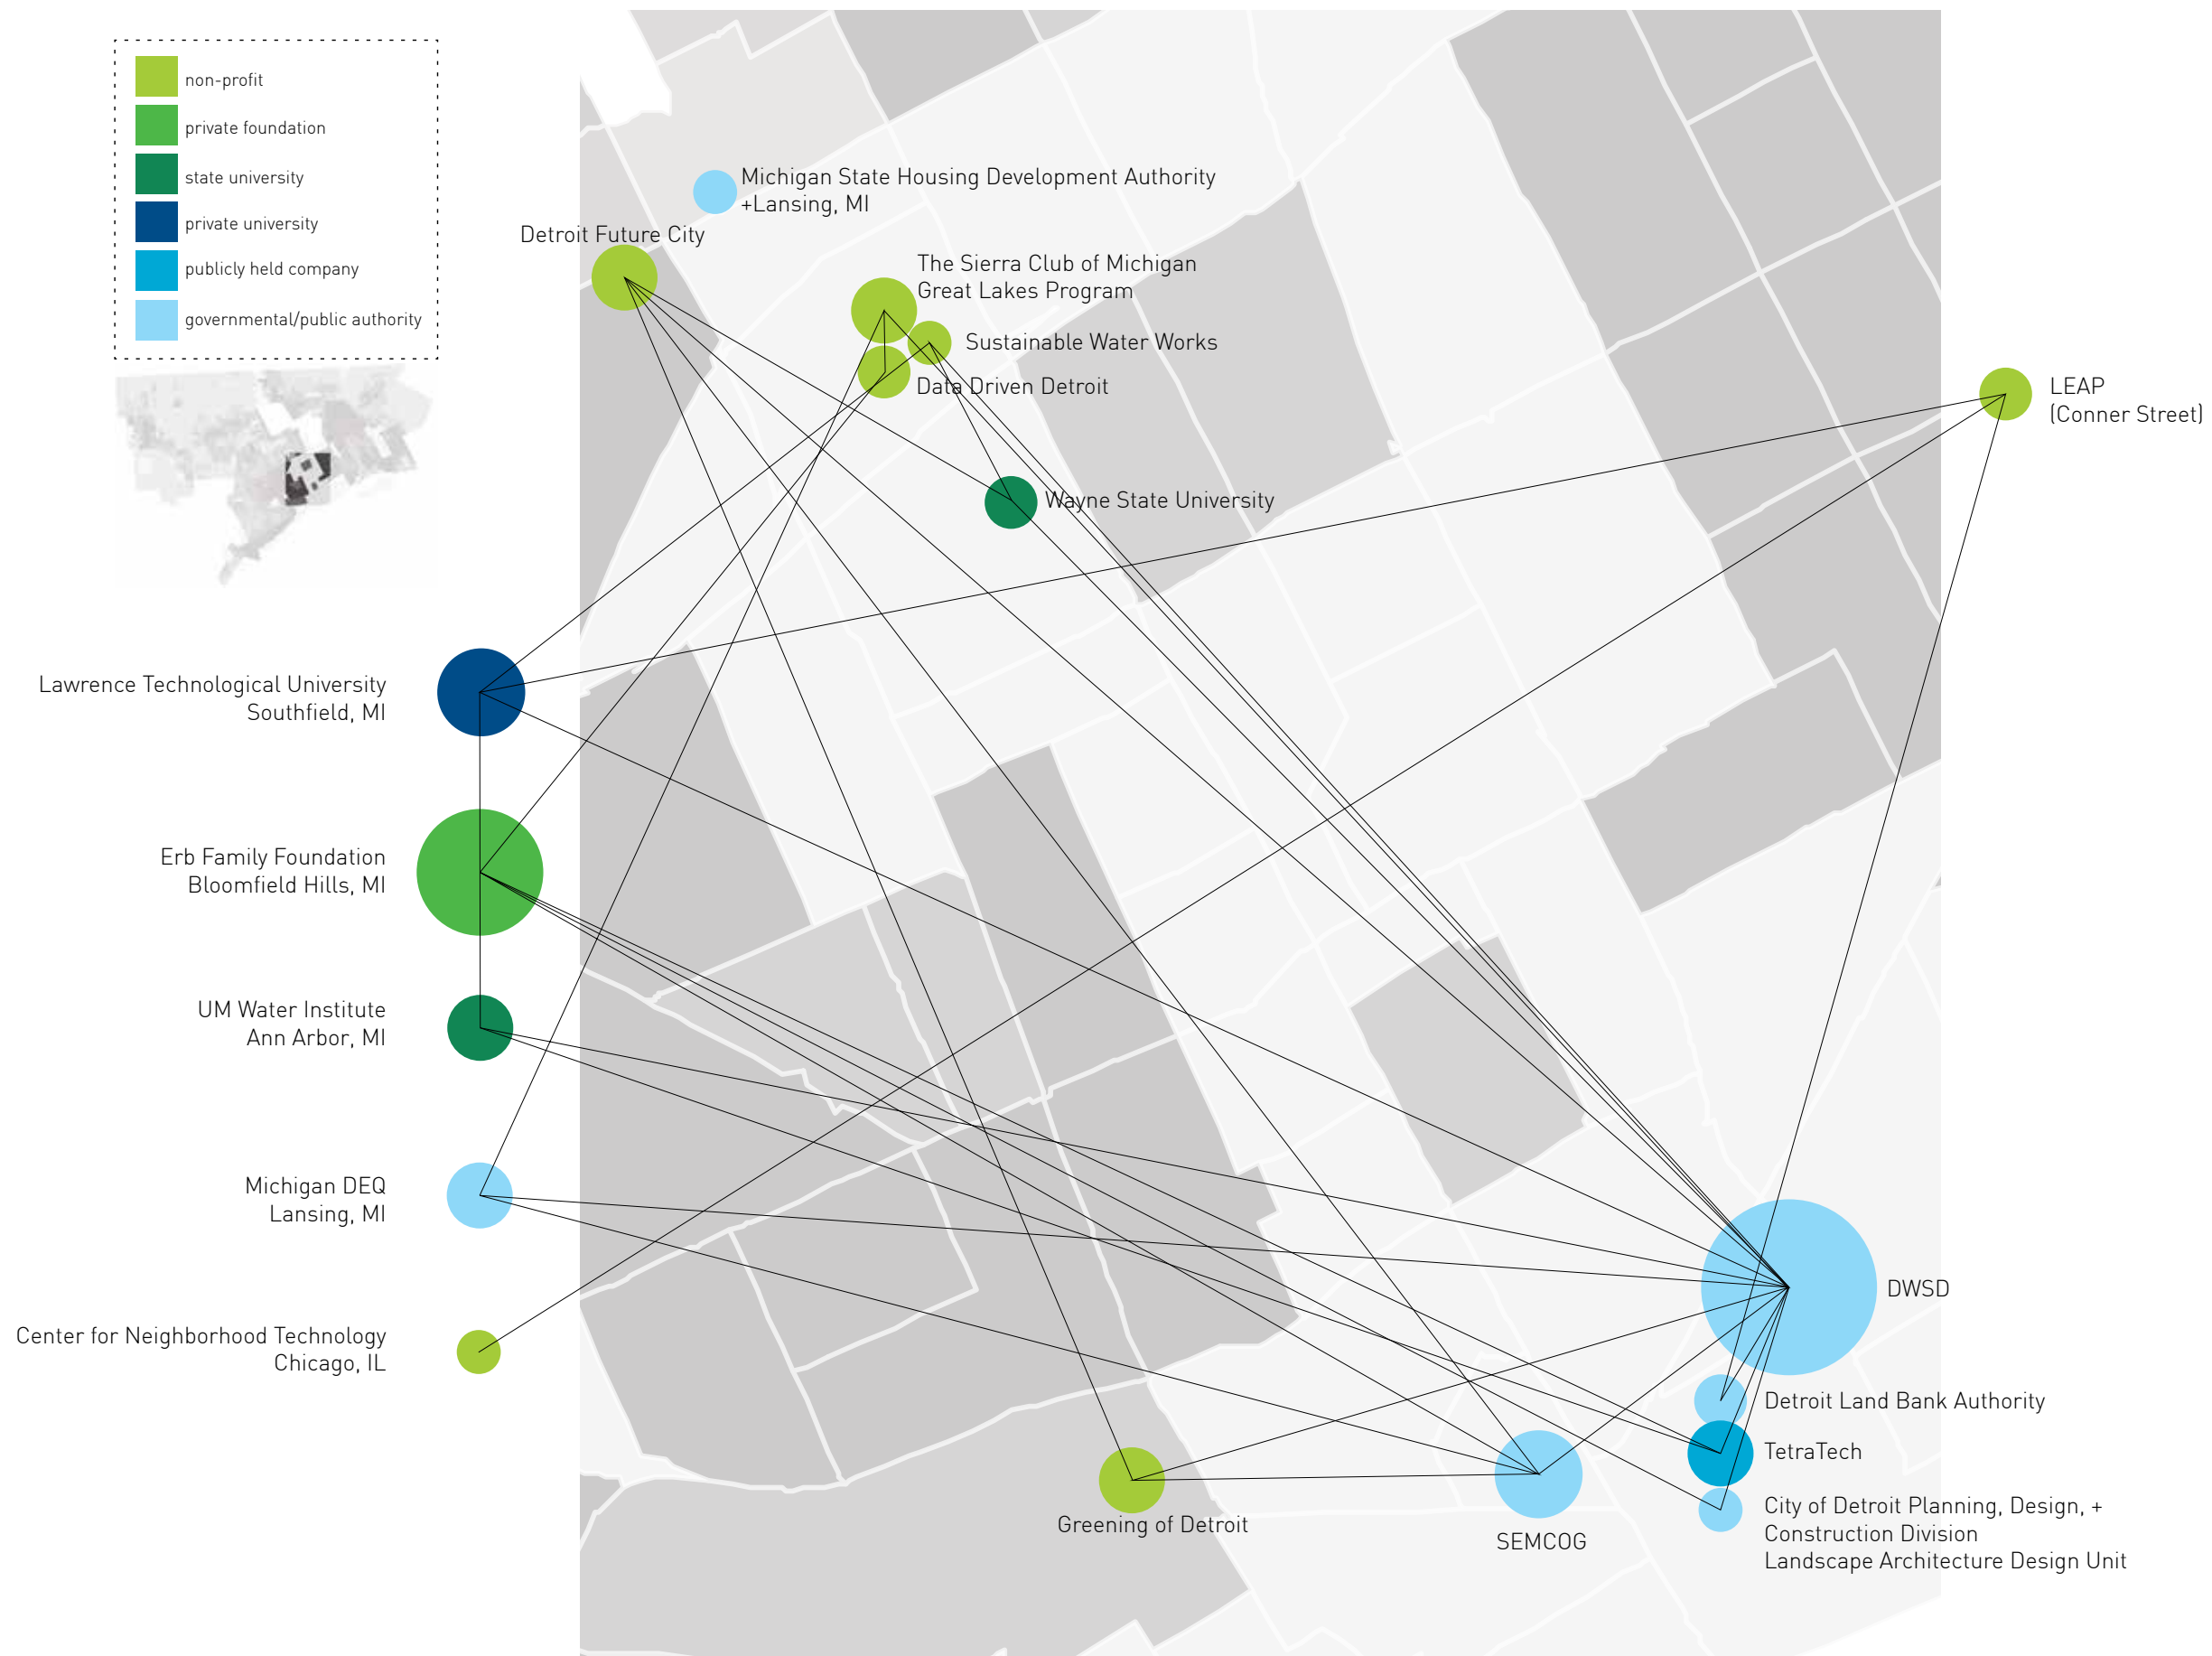 non-profit
private foundation
state university
private university
publicly held company
governmental/public authority
Michigan State Housing Development Authority
+Lansing, MI
Detroit Future City
The Sierra Club of Michigan
Great Lakes Program
Sustainable Water Works
Data Driven Detroit
LEAP
(Conner Street)
Wayne State University
Lawrence Technological University
Southfield, MI
Erb Family Foundation
Bloomfield Hills, MI
UM Water Institute
Ann Arbor, MI
Michigan DEQ
Lansing, MI
Center for Neighborhood Technology
Chicago, IL
DWSD
Detroit Land Bank Authority
TetraTech
City of Detroit Planning, Design, +
Construction Division
Landscape Architecture Design Unit
Greening of Detroit
SEMCOG